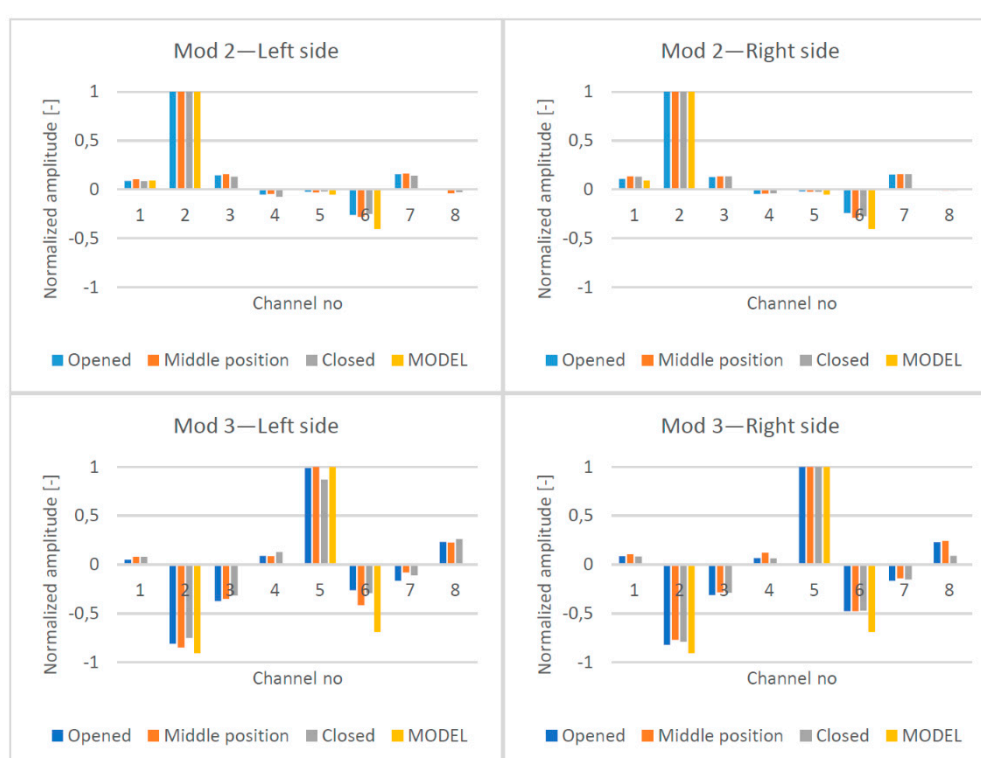 Mod 2—Left side
Normalized amplitude [-]
1
0,5
0
-0,5
-1
1 2 3 4 5 6 7 8
Channel no
Opened Middle position Closed MODEL
Mod 2—Right side
Normalized amplitude [-]
1
0,5
0
-0,5
-1
1 2 3 4 5 6 7 8
Channel no
Opened Middle position Closed MODEL
Mod 3—Left side
Normalized amplitude [-]
1
0,5
0
-0,5
-1
1 2 3 4 5 6 7 8
Channel no
Opened Middle position Closed MODEL
Mod 3—Right side
Normalized amplitude [-]
1
0,5
0
-0,5
-1
1 2 3 4 5 6 7 8
Channel no
Opened Middle position Closed MODEL